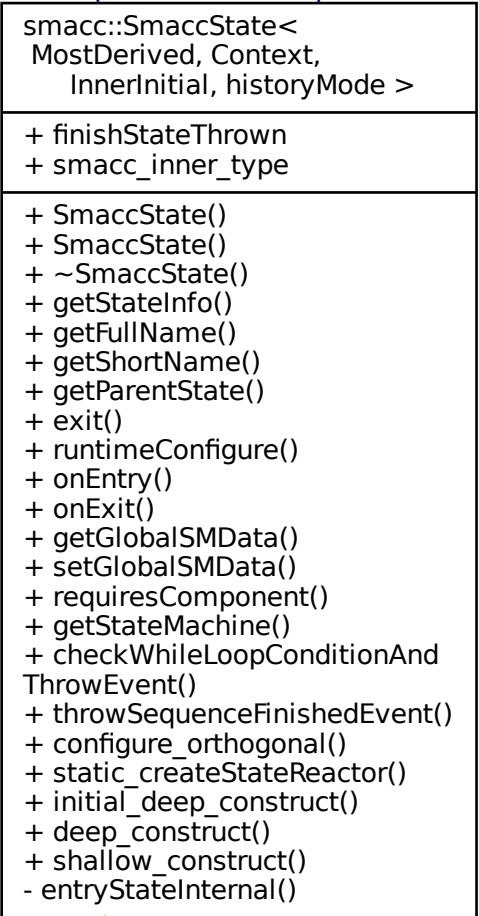 smacc::SmaccState<
MostDerived, Context,
InnerInitial, historyMode >
+ finishStateThrown
+ smacc_inner_type
+ SmaccState()
+ SmaccState()
+ ~SmaccState()
+ getStateInfo()
+ getFullName()
+ getShortName()
+ getParentState()
+ exit()
+ runtimeConfigure()
+ onEntry()
+ onExit()
+ getGlobalSMData()
+ setGlobalSMData()
+ requiresComponent()
+ getStateMachine()
+ checkWhileLoopConditionAnd
ThrowEvent()
+ throwSequenceFinishedEvent()
+ configure_orthogonal()
+ static_createStateReactor()
+ initial_deep_construct()
+ deep_construct()
+ shallow_construct()
- entryStateInternal()